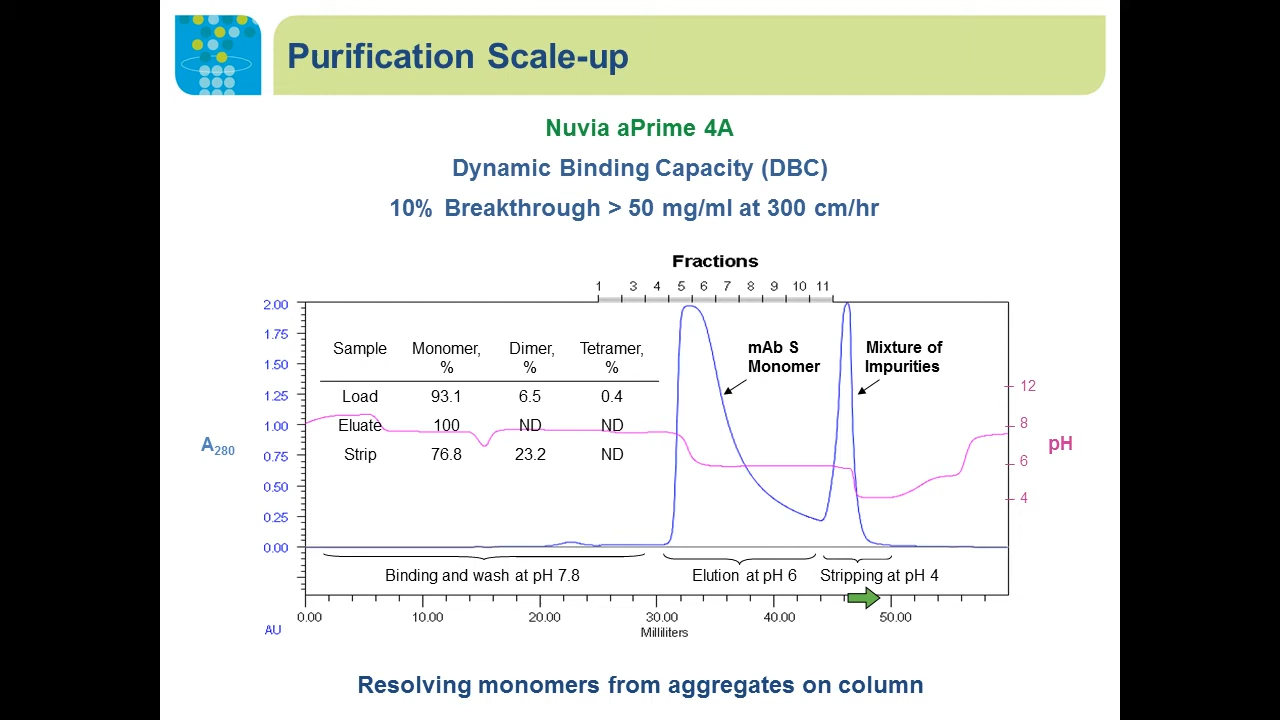 Purification Scale-up
Nuvia aPrime 4A
Dynamic Binding Capacity (DBC)
10% Breakthrough > 50 mg/ml at 300 cm/hr
Fractions
1 3 4 5 6 7 8 9 10 11
2.00
1.75
1.50
1.25
1.00
0.75
0.50
0.25
0.00
A280
AU
Sample Monomer, % Dimer, % Tetramer, %
Load 93.1 6.5 0.4
Eluate 100 ND ND
Strip 76.8 23.2 ND
mAb S
Monomer
Mixture of
Impurities
12
8
6
4
pH
Binding and wash at pH 7.8
Elution at pH 6
Stripping at pH 4
0.00 10.00 20.00 30.00 40.00 50.00
Milliliters
Resolving monomers from aggregates on column